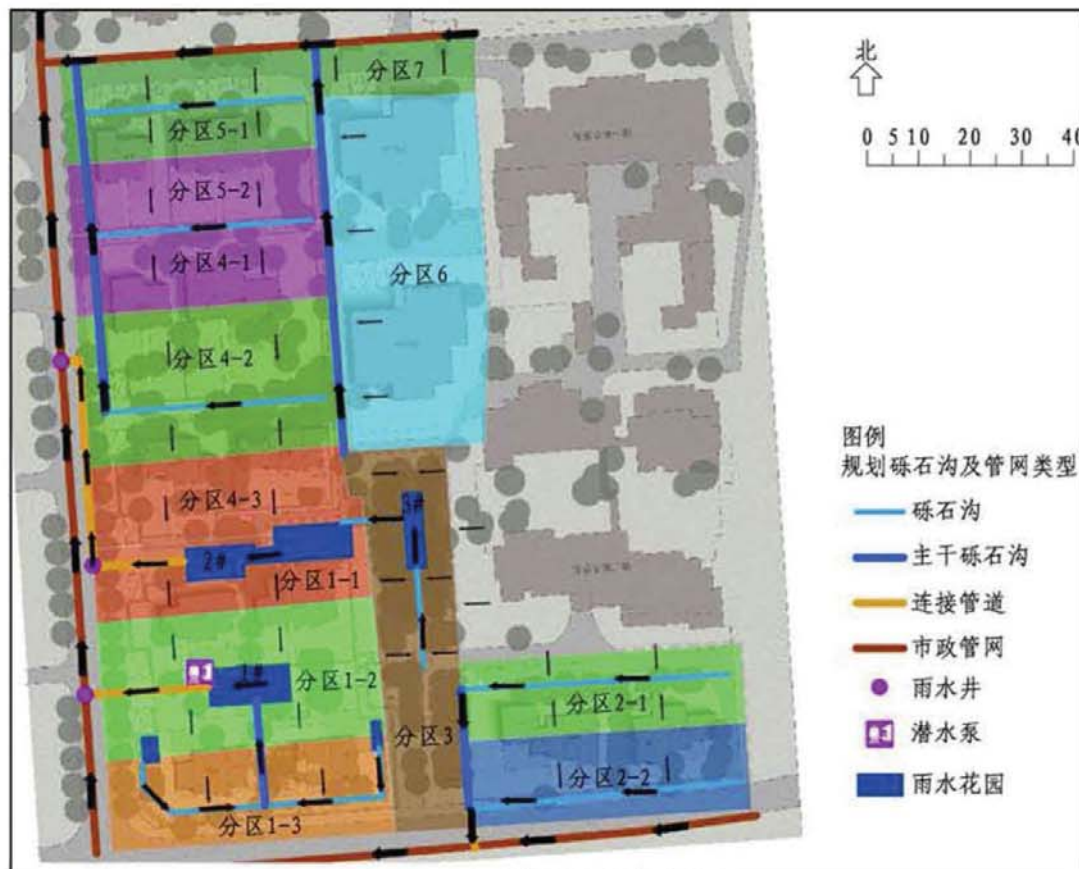 北
0 5 10 20 30 40
分区7
分区5-1
分区5-2
分区4-1
分区6
分区4-2
分区4-3
3#
2#
分区1-1
1#
分区1-2
分区2-1
分区3
分区2-2
分区1-3
图例
规划砾石沟及管网类型
砾石沟
主干砾石沟
连接管道
市政管网
雨水井
潜水泵
雨水花园